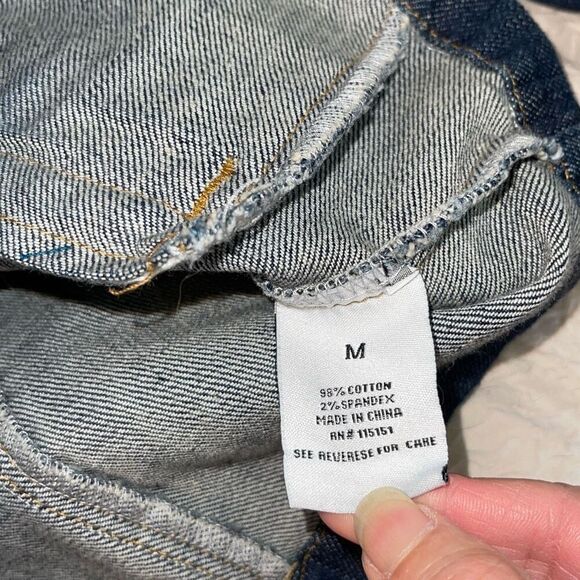 M
98% COTTON
2% SPANDEX
MADE IN CHINA
RN# 115151
SEE REVERESE FOR CARE